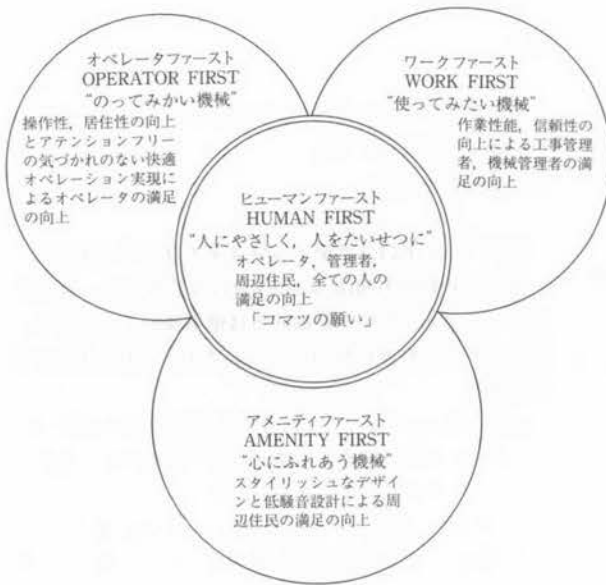 オペレータファースト
OPERATOR FIRST
“のってみかい機械”
操作性，居住性の向上
とアテンションフリー
の気づかれのない快適
オペレーション実現に
よるオペレータの満足
の向上
ワークファースト
WORK FIRST
“使ってみたい機械”
作業性能，信頼性の
向上による工事管理
者，機械管理者の満
足の向上
ヒューマンファースト
HUMAN FIRST
“人にやさしく，人をたいせつに”
オペレータ，管理者，
周辺住民，全ての人の
満足の向上
「コマツの願い」
アメニティファースト
AMENITY FIRST
“心にふれあう機械”
スタイリッシュなデザイ
ンと低騒音設計による周
辺住民の満足の向上